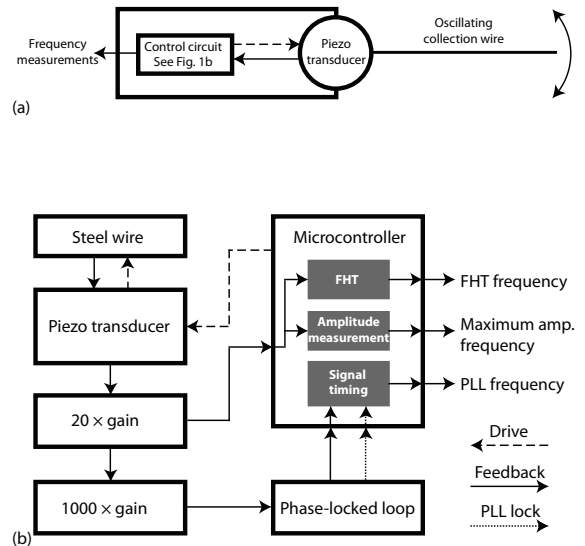 Frequency
measurements
Control circuit
See Fig. 1b
Piezo
transducer
Oscillating
collection wire
(a)
Steel wire
Piezo transducer
20 × gain
1000 × gain
Microcontroller
FHT
Amplitude
measurement
Signal
timing
Phase-locked loop
FHT frequency
Maximum amp.
frequency
PLL frequency
Drive
Feedback
PLL lock
(b)